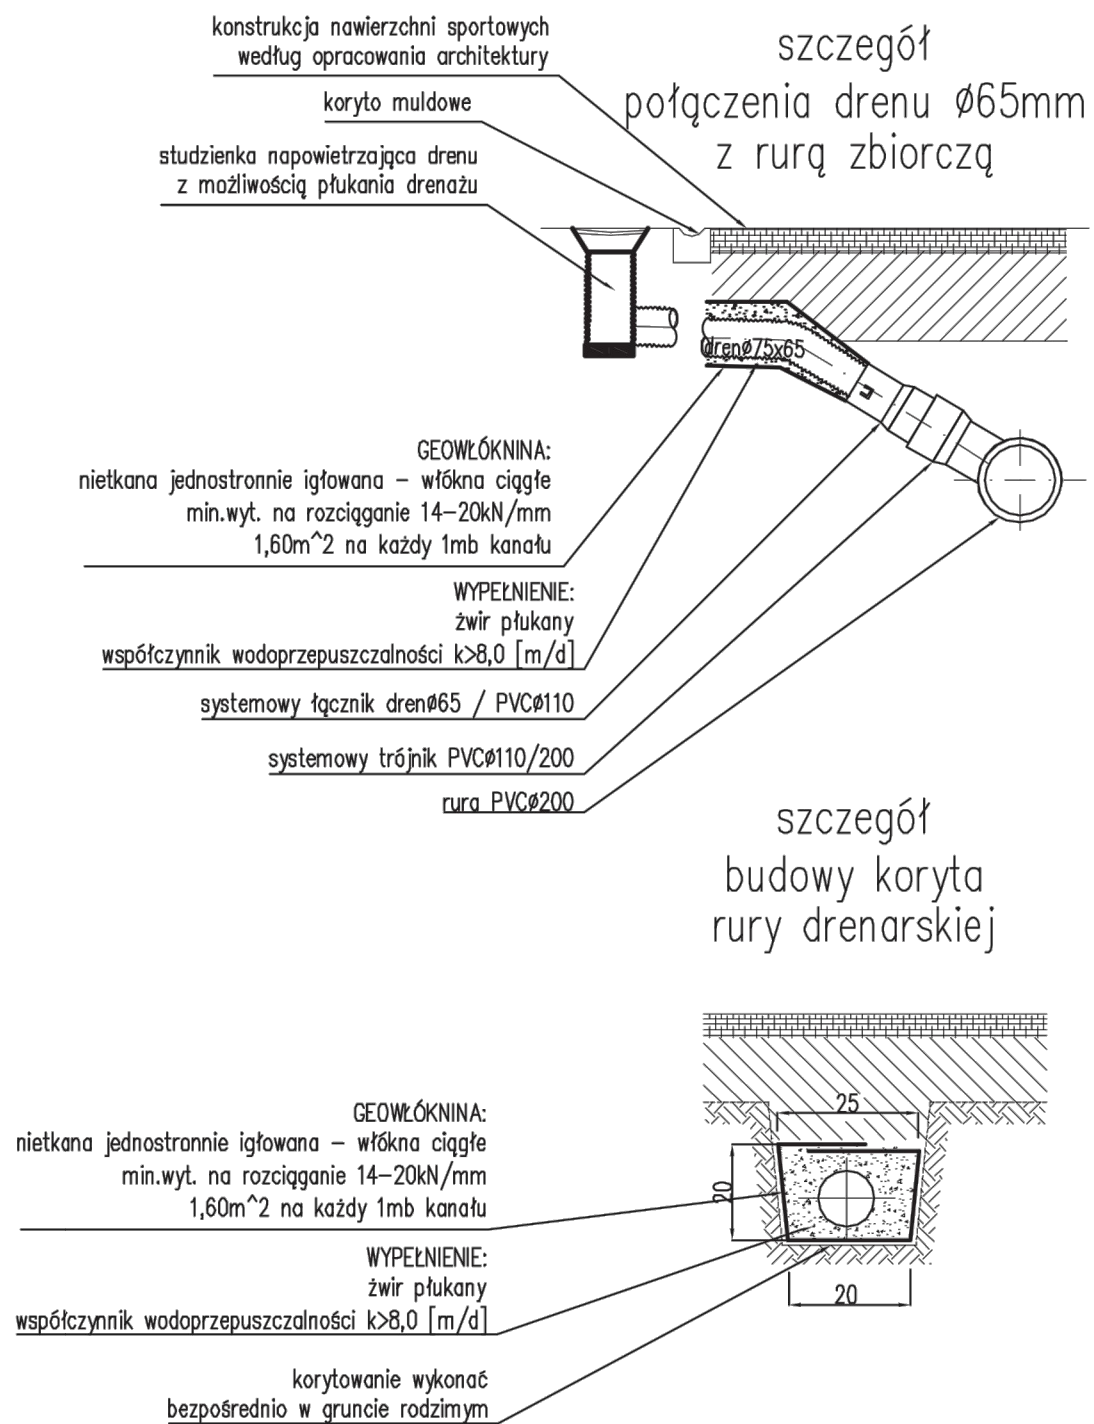 konstrukcja nawierzchni sportowych
według opracowania architektury
koryto muldowe
studzienka napowietrzająca drenu
z możliwością płukania drenażu
szczegół
połączenia drenu Ø65mm
z rurą zbiorczą
drenø75x65
GEOWŁÓKNINA:
nietkana jednostronnie igłowana – włókna ciągłe
min.wyt. na rozciąganie 14–20kN/mm
1,60m^2 na każdy 1mb kanału
WYPEŁNIENIE:
żwir płukany
współczynnik wodoprzepuszczalności k>8,0 [m/d]
systemowy łącznik drenø65 / PVCø110
systemowy trójnik PVCø110/200
rura PVCø200
szczegół
budowy koryta
rury drenarskiej
25
20
20
GEOWŁÓKNINA:
nietkana jednostronnie igłowana – włókna ciągłe
min.wyt. na rozciąganie 14–20kN/mm
1,60m^2 na każdy 1mb kanału
WYPEŁNIENIE:
żwir płukany
współczynnik wodoprzepuszczalności k>8,0 [m/d]
korytowanie wykonać
bezpośrednio w gruncie rodzimym